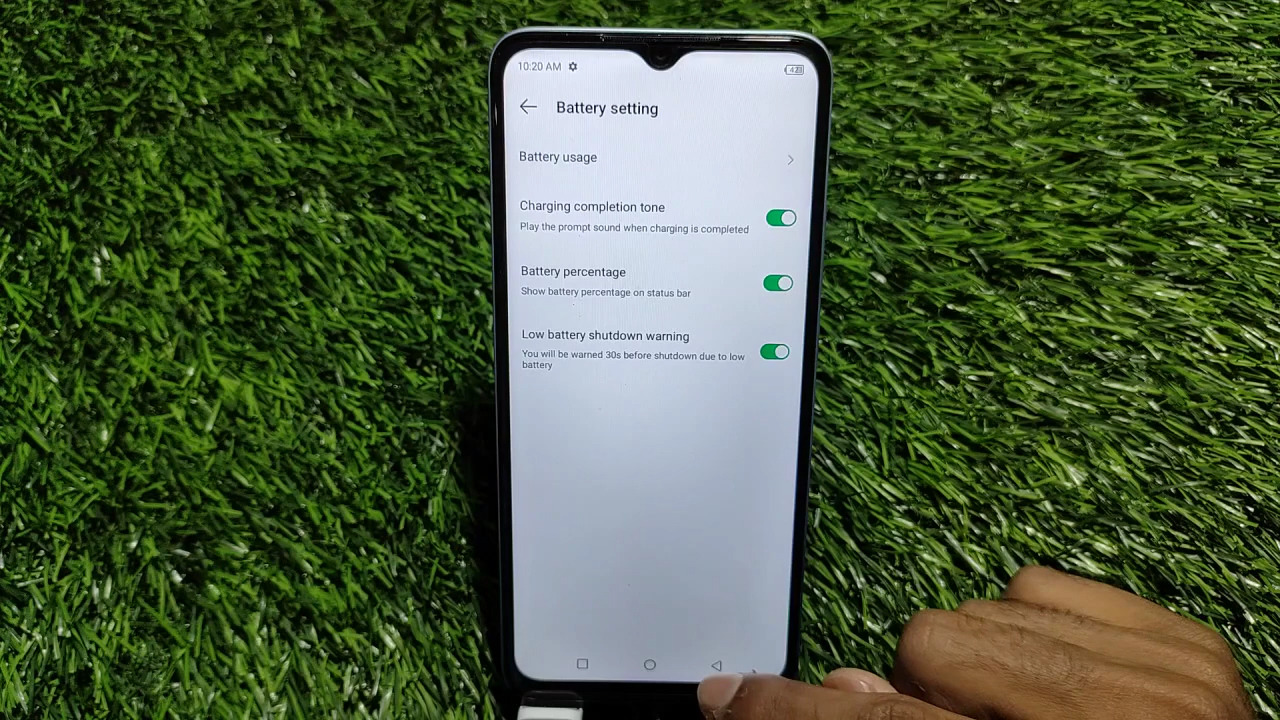 10:20 AM
Battery setting
Battery usage
Charging completion tone
Play the prompt sound when charging is completed
Battery percentage
Show battery percentage on status bar
Low battery shutdown warning
You will be warned 30s before shutdown due to low
battery